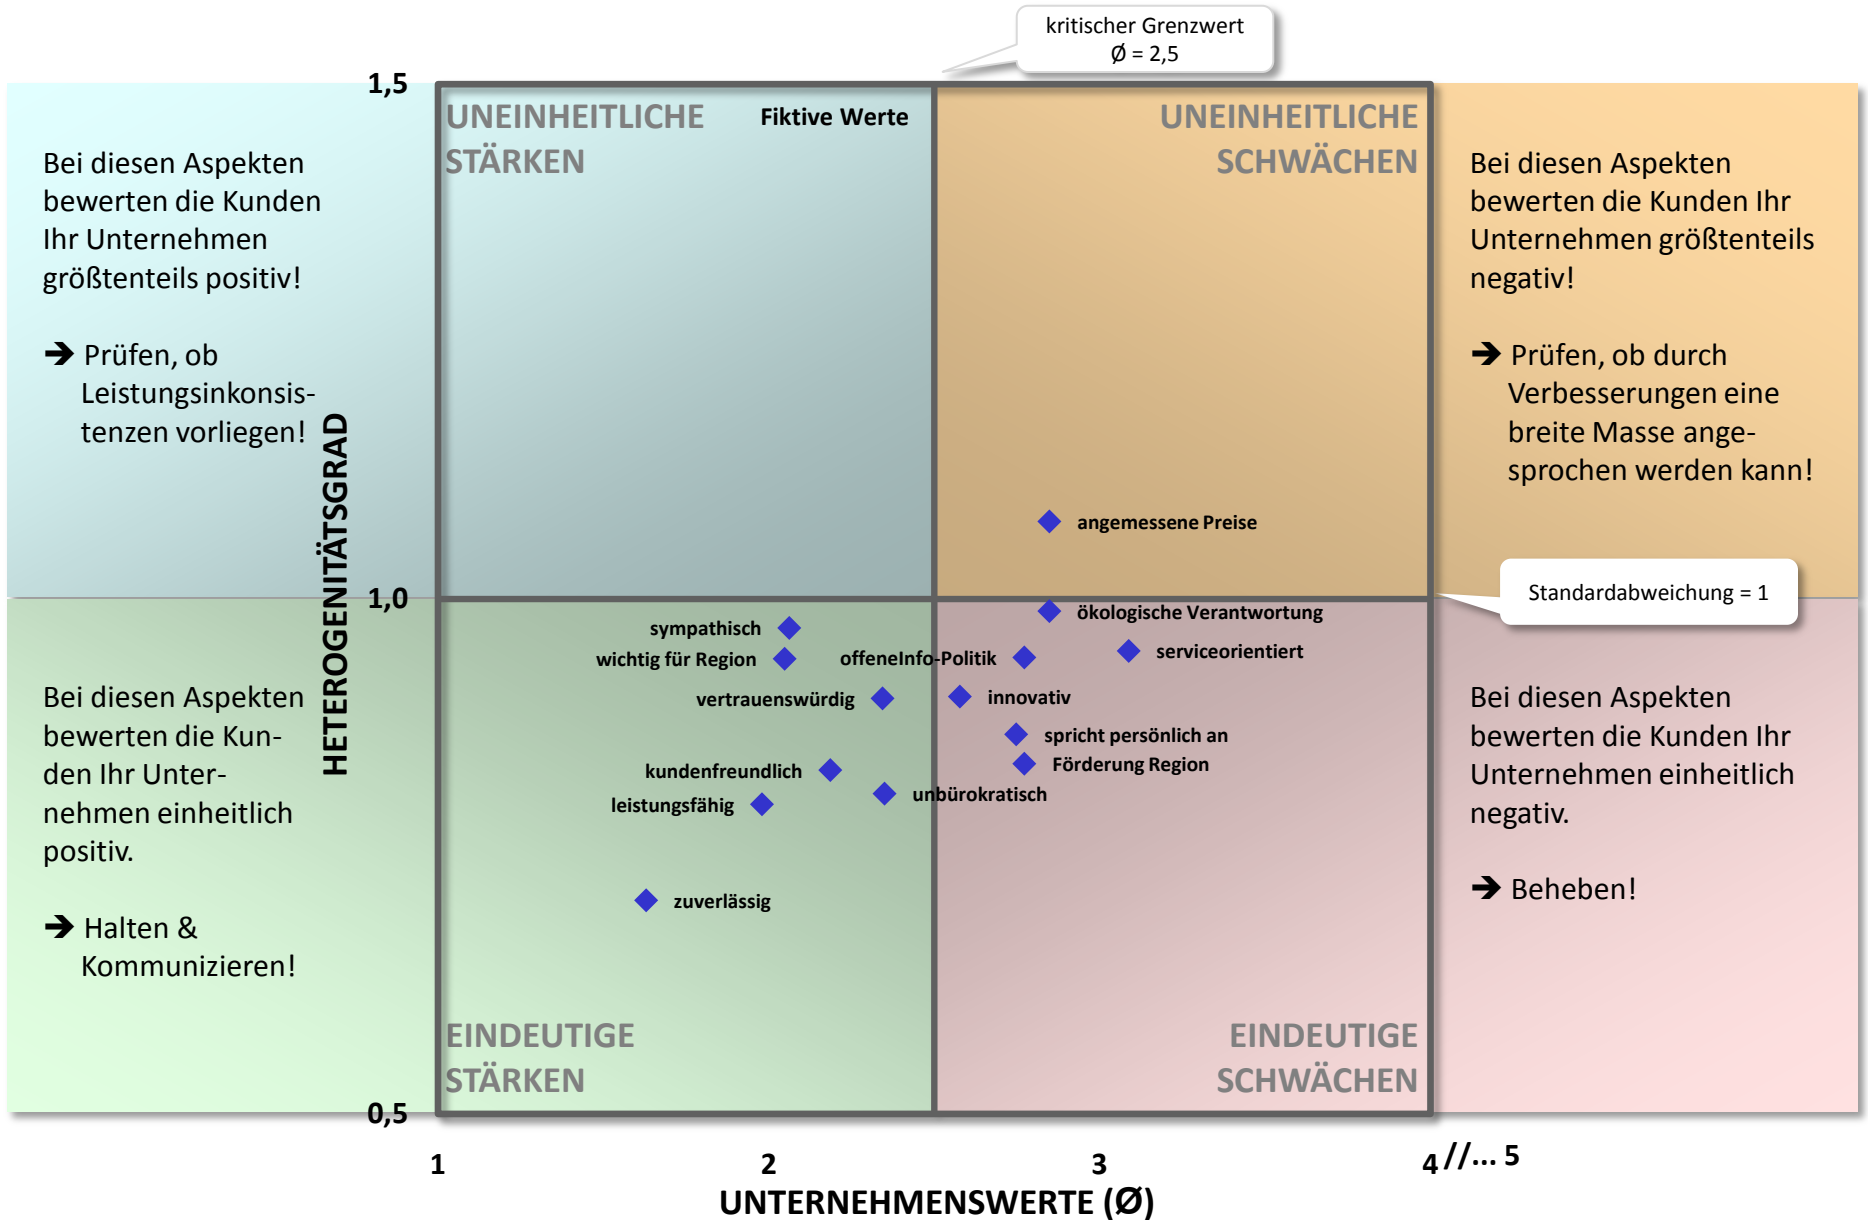 kritischer Grenzwert
Ø = 2,5
1,5
UNEINHEITLICHE
STÄRKEN
Fiktive Werte
UNEINHEITLICHE
SCHWÄCHEN
Bei diesen Aspekten
bewerten die Kunden
Ihr Unternehmen
größtenteils positiv!
➔ Prüfen, ob
Leistungsinkonsis-
tenzen vorliegen!
Bei diesen Aspekten
bewerten die Kunden Ihr
Unternehmen größtenteils
negativ!
➔ Prüfen, ob durch
Verbesserungen eine
breite Masse ange-
sprochen werden kann!
HETEROGENITÄTSGRAD
angemessene Preise
1,0
Standardabweichung = 1
ökologische Verantwortung
sympathisch
serviceorientiert
wichtig für Region
offeneInfo-Politik
vertrauenswürdig
innovativ
spricht persönlich an
Förderung Region
kundenfreundlich
unbürokratisch
leistungsfähig
zuverlässig
Bei diesen Aspekten
bewerten die Kun-
den Ihr Unter-
nehmen einheitlich
positiv.
➔ Halten &
Kommunizieren!
Bei diesen Aspekten
bewerten die Kunden Ihr
Unternehmen einheitlich
negativ.
➔ Beheben!
EINDEUTIGE
STÄRKEN
EINDEUTIGE
SCHWÄCHEN
0,5
1 2 3 4 //... 5
UNTERNEHMENSWERTE (Ø)